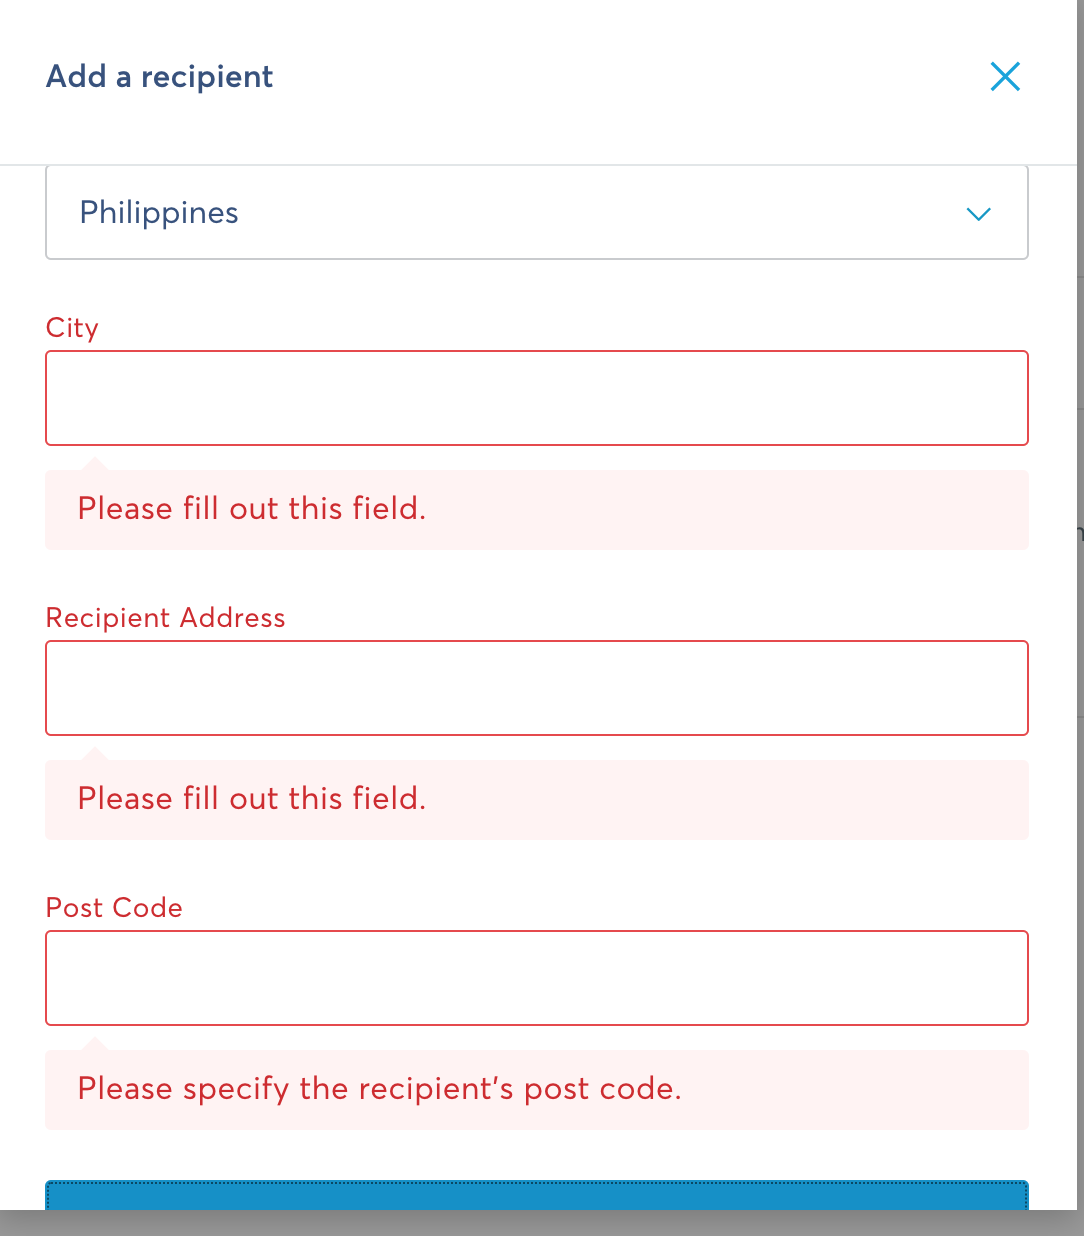 Add a recipient
Philippines
City
Please fill out this field.
Recipient Address
Please fill out this field.
Post Code
Please specify the recipient's post code.